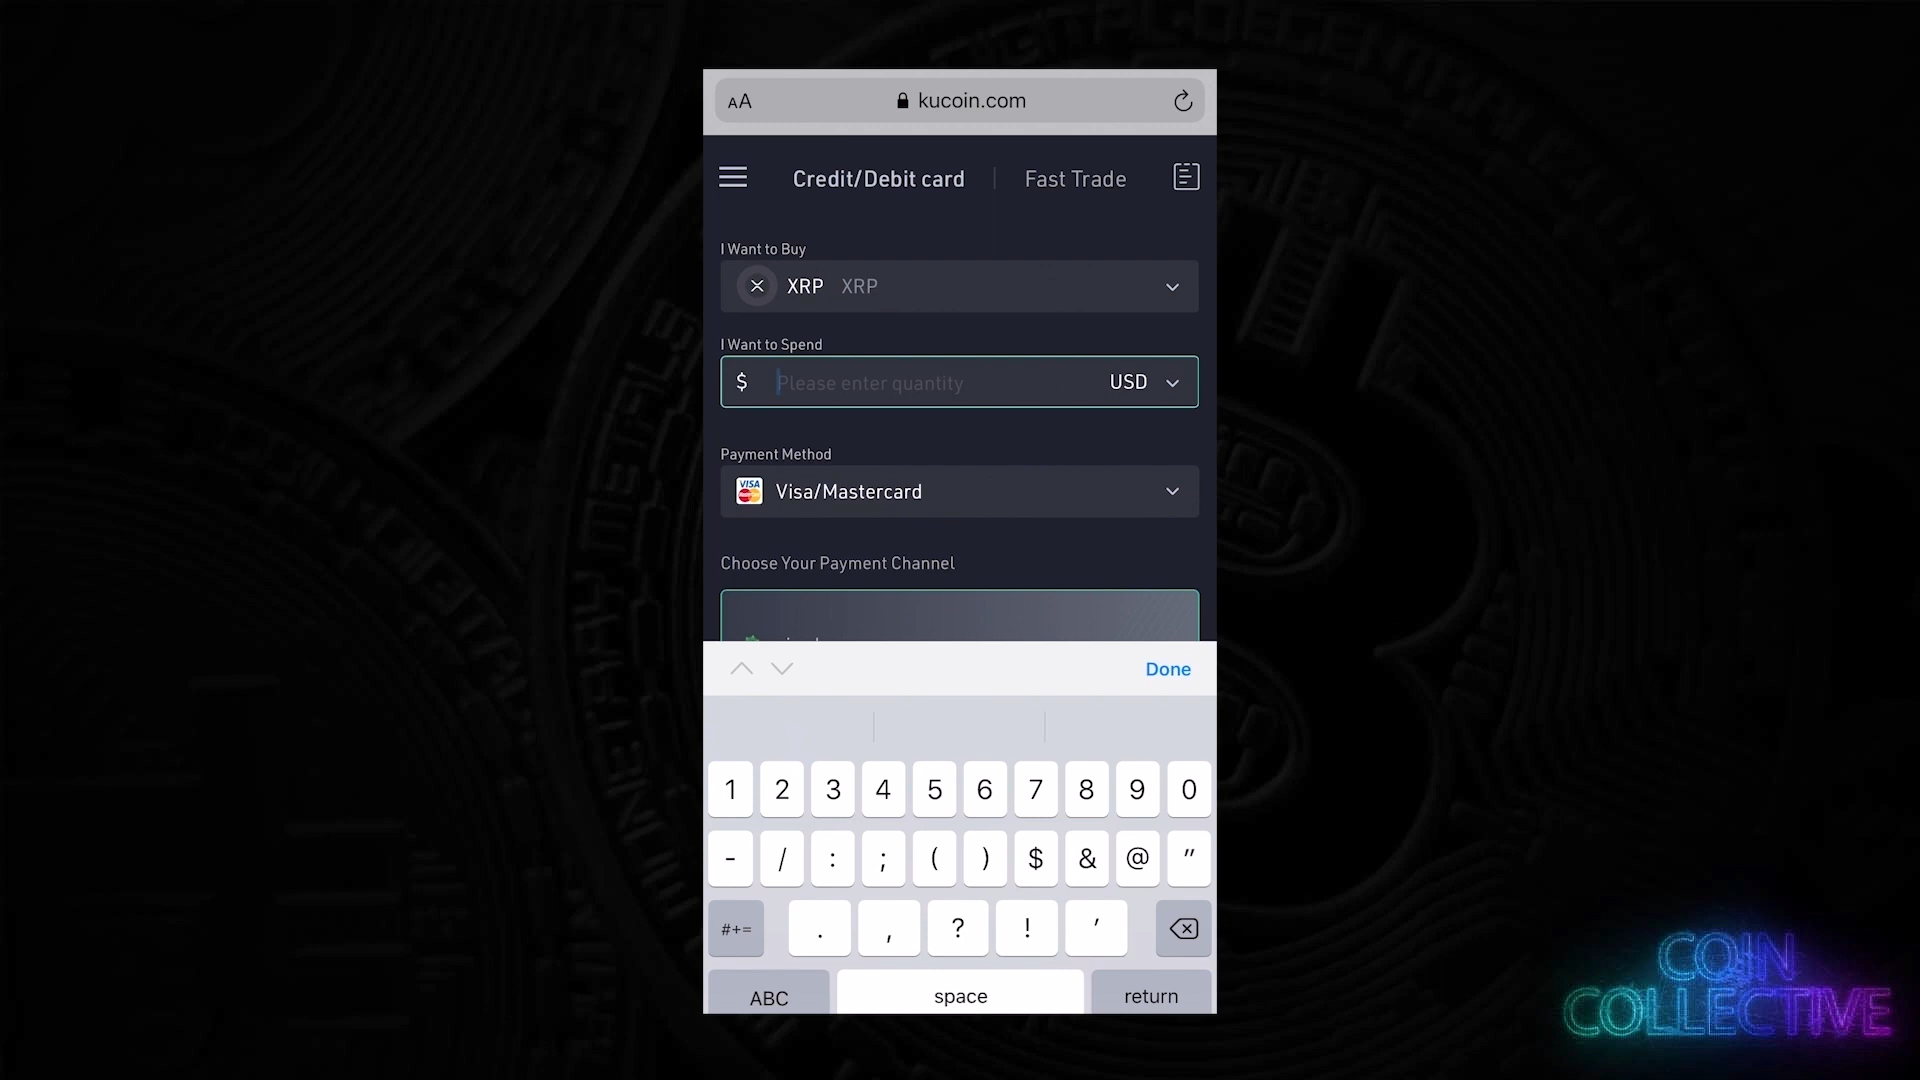 AA kucoin.com
Credit/Debit card Fast Trade
I Want to Buy
XRP XRP
I Want to Spend
$ Please enter quantity USD
Payment Method
VISA Visa/Mastercard
Choose Your Payment Channel
Done
1 2 3 4 5 6 7 8 9 0
- / : ; ( ) $ & @ "
#+= . , ? ! '
ABC space return
COIN
COLLECTIVE